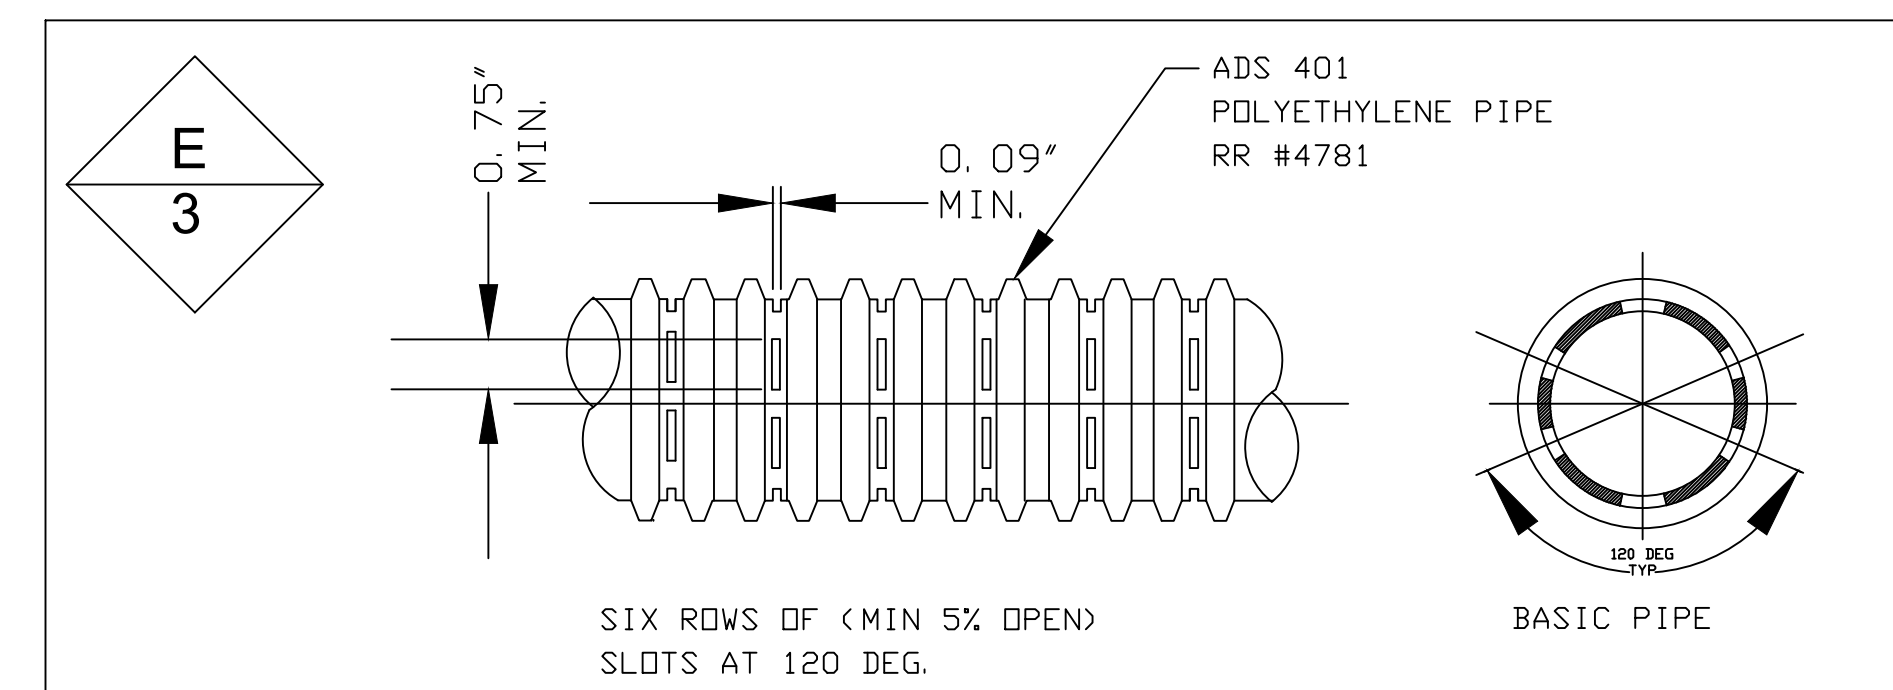 E
3
0.75"
MIN.
0.09"
MIN.
ADS 401
POLYETHYLENE PIPE
RR #4781
120 DEG
TYP
SIX ROWS OF (MIN 5% OPEN)
SLOTS AT 120 DEG.
BASIC PIPE